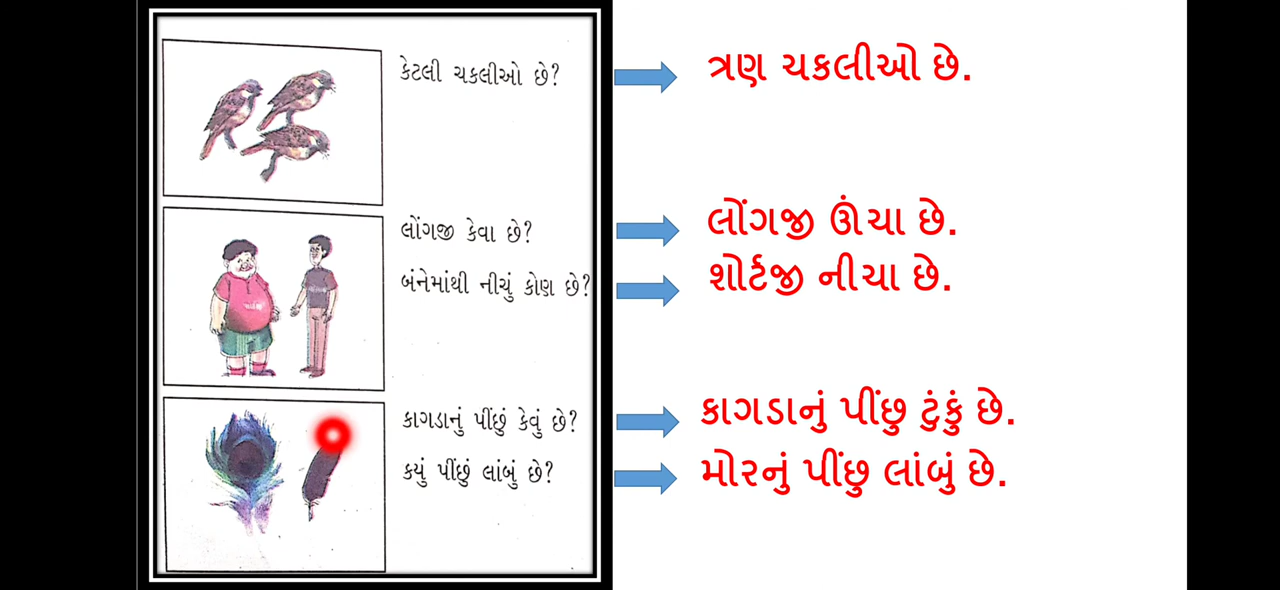 કેટલી ચકલીઓ છે?
ત્રણ ચકલીઓ છે.
લોંગજી કેવા છે?
લોંગજી ઊંચા છે.
બંનેમાંથી નીચું કોણ છે?
શોર્ટજી નીચા છે.
કાગડાનું પીંછું કેવું છે?
કાગડાનું પીંછુ ટુંકું છે.
કયું પીંછું લાંબું છે?
મોરનું પીંછુ લાંબું છે.